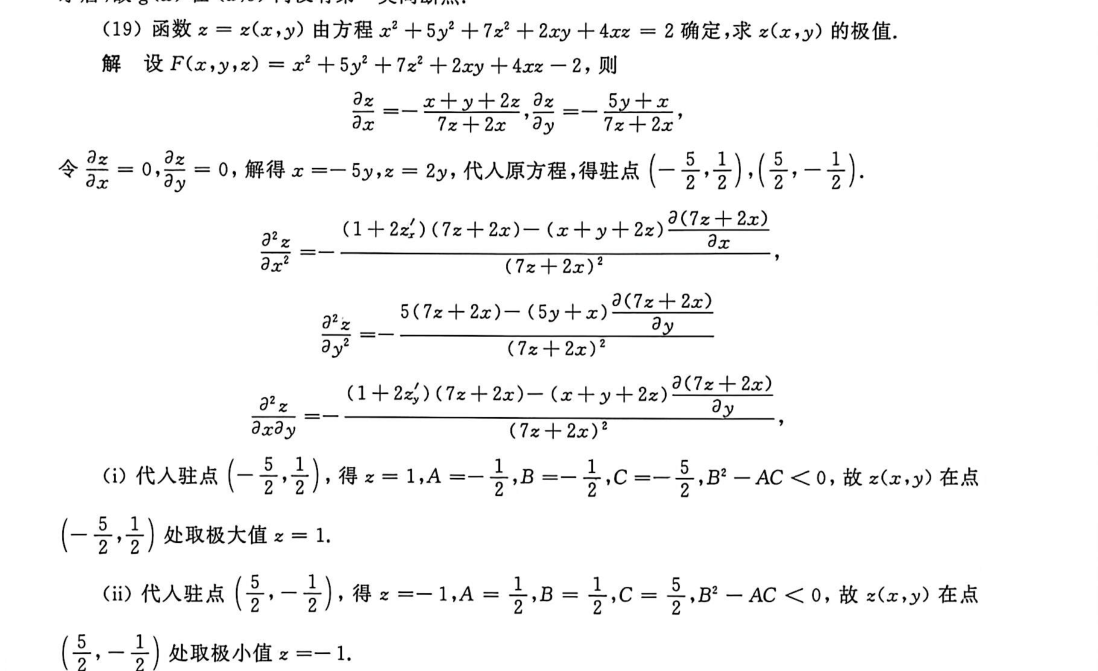 (19) 函数 z = z(x,y) 由方程 x² + 5y² + 7z² + 2xy + 4xz = 2 确定,求 z(x,y) 的极值.
解 设 F(x,y,z) = x² + 5y² + 7z² + 2xy + 4xz − 2, 则
∂z/∂x = −(x+y+2z)/(7z+2x), ∂z/∂y = −(5y+x)/(7z+2x),
令 ∂z/∂x = 0, ∂z/∂y = 0, 解得 x = −5y, z = 2y, 代入原方程,得驻点 (−5/2, 1/2), (5/2, −1/2).
∂²z/∂x² = −[(1+2z′ₓ)(7z+2x) − (x+y+2z) ∂(7z+2x)/∂x]/(7z+2x)²,
∂²z/∂y² = −[5(7z+2x) − (5y+x) ∂(7z+2x)/∂y]/(7z+2x)²
∂²z/∂x∂y = −[(1+2z′y)(7z+2x) − (x+y+2z) ∂(7z+2x)/∂y]/(7z+2x)²,
(i) 代入驻点 (−5/2, 1/2), 得 z = 1, A = −1/2, B = −1/2, C = −5/2, B² − AC < 0, 故 z(x,y) 在点
(−5/2, 1/2) 处取极大值 z = 1.
(ii) 代入驻点 (5/2, −1/2), 得 z = −1, A = 1/2, B = 1/2, C = 5/2, B² − AC < 0, 故 z(x,y) 在点
(5/2, −1/2) 处取极小值 z = −1.